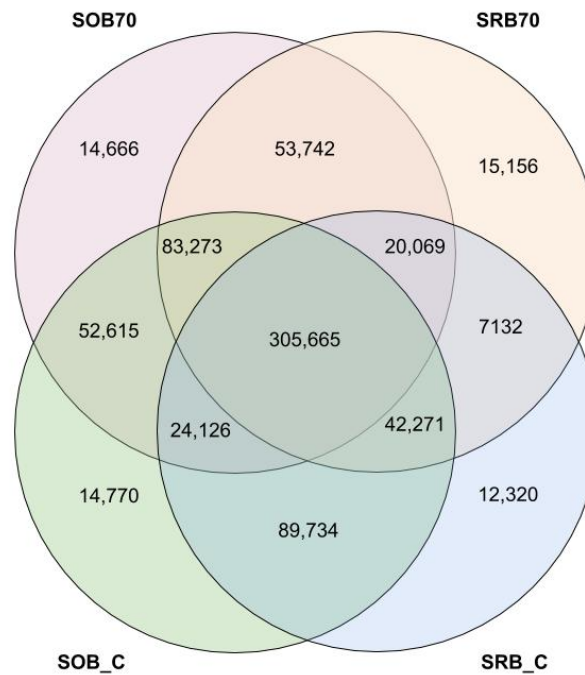 SOB70 SRB70
14,666 53,742 15,156
83,273 20,069
52,615 305,665 7132
24,126 42,271
14,770 89,734 12,320
SOB_C SRB_C